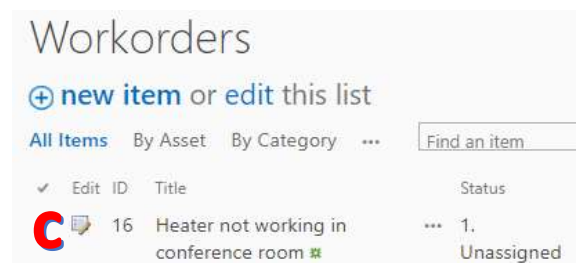 Workorders
new item or edit this list
All Items By Asset By Category ... Find an item
Edit ID Title Status
C 16 Heater not working in ... 1.
conference room Unassigned